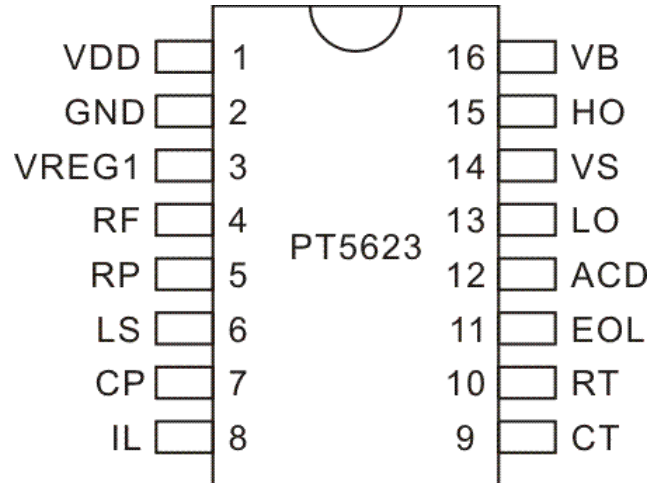 VDD 1 16 VB
GND 2 15 HO
VREG1 3 14 VS
RF 4 13 LO
PT5623
RP 5 12 ACD
LS 6 11 EOL
CP 7 10 RT
IL 8 9 CT